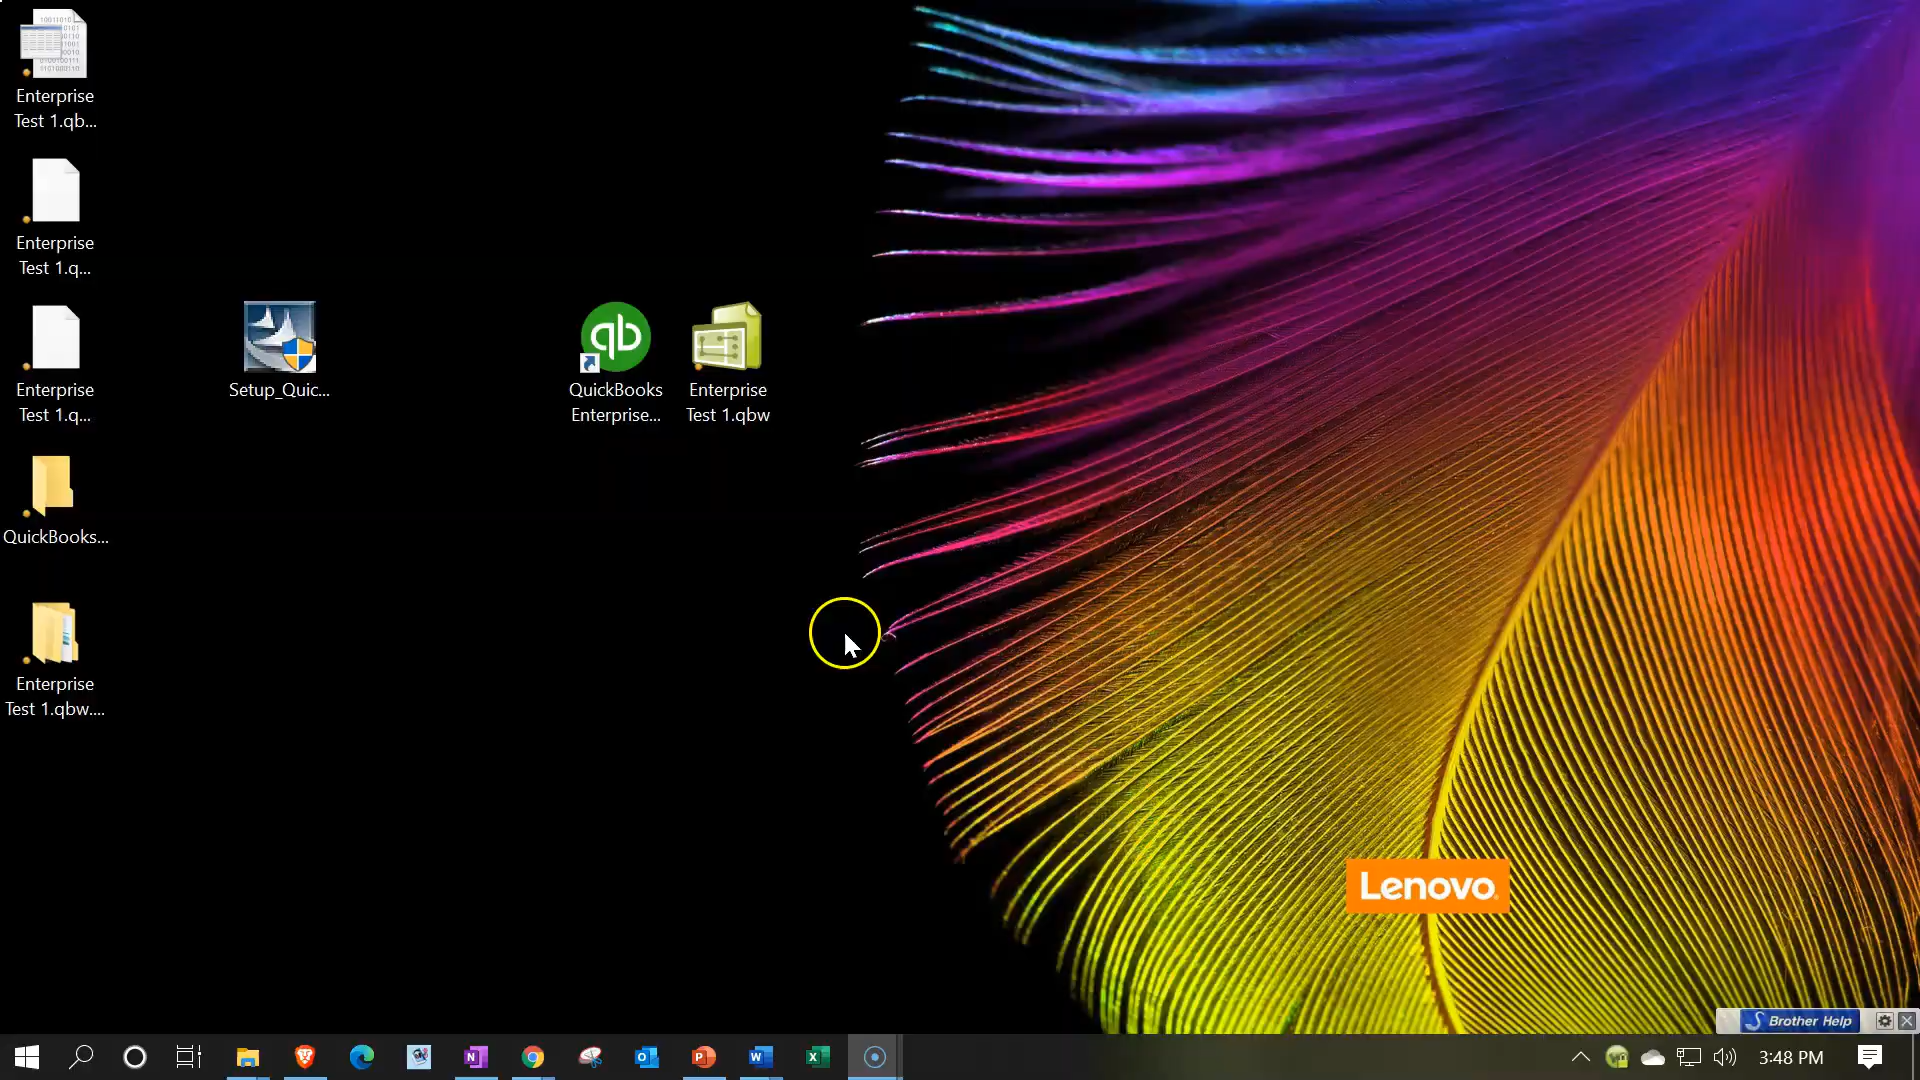 Enterprise
Test 1.qb...
Enterprise
Test 1.q...
Enterprise
Test 1.q...
QuickBooks...
Enterprise
Test 1.qbw....
Setup_Quic...
qb
QuickBooks
Enterprise...
Enterprise
Test 1.qbw
Lenovo
Brother Help
3:48 PM